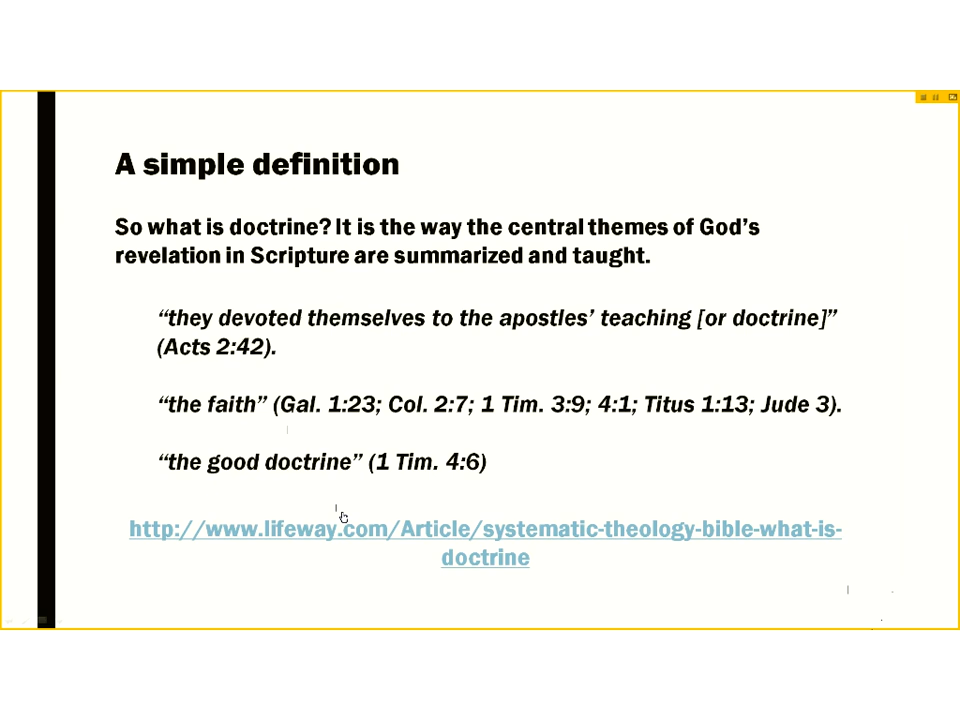 A simple definition
So what is doctrine? It is the way the central themes of God’s
revelation in Scripture are summarized and taught.
“they devoted themselves to the apostles’ teaching [or doctrine]”
(Acts 2:42).
“the faith” (Gal. 1:23; Col. 2:7; 1 Tim. 3:9; 4:1; Titus 1:13; Jude 3).
“the good doctrine” (1 Tim. 4:6)
http://www.lifeway.com/Article/systematic-theology-bible-what-is-
doctrine